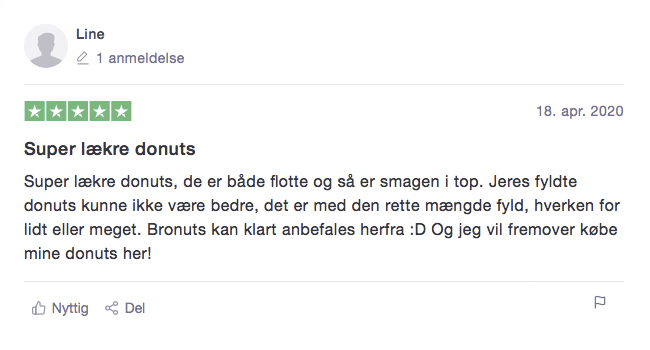 Line
1 anmeldelse
18. apr. 2020
Super lækre donuts
Super lækre donuts, de er både flotte og så er smagen i top. Jeres fyldte
donuts kunne ikke være bedre, det er med den rette mængde fyld, hverken for
lidt eller meget. Bronuts kan klart anbefales herfra :D Og jeg vil fremover købe
mine donuts her!
Nyttig Del